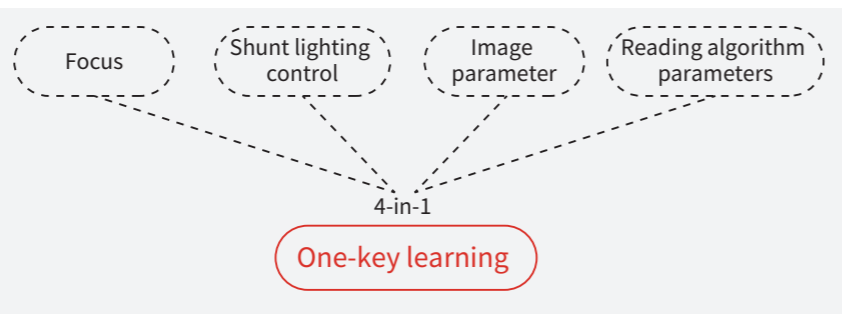 Focus
Shunt lighting
control
Image
parameter
Reading algorithm
parameters
4-in-1
One-key learning